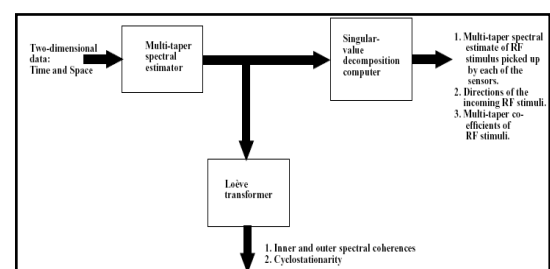 Two-dimensional
data:
Time and Space
Multi-taper
spectral
estimator
Singular-
value
decomposition
computer
1. Multi-taper spectral
estimate of RF
stimulus picked up
by each of the
sensors.
2. Directions of the
incoming RF stimuli.
3. Multi-taper co-
efficients of
RF stimuli.
Loève
transformer
1. Inner and outer spectral coherences
2. Cyclostationarity